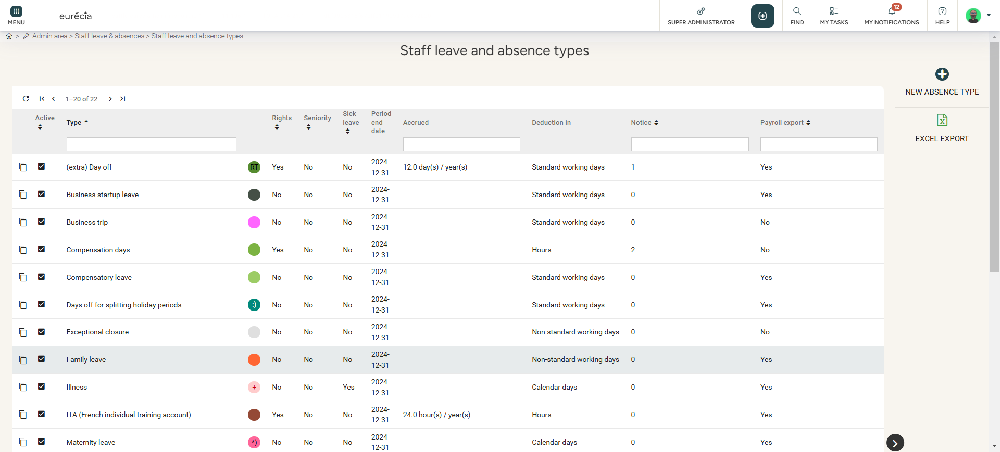 MENU
eurécia
SUPER ADMINISTRATOR
FIND
MY TASKS
12
MY NOTIFICATIONS
HELP
> Admin area > Staff leave & absences > Staff leave and absence types
Staff leave and absence types
NEW ABSENCE TYPE
EXCEL EXPORT
1–20 of 22
Active Type Rights Seniority Sick leave Period end date Accrued Deduction in Notice Payroll export
(extra) Day off RT Yes No No 2024-12-31 12.0 day(s) / year(s) Standard working days 1 Yes
Business startup leave No No No 2024-12-31 Standard working days 0 Yes
Business trip No No No 2024-12-31 Standard working days 0 No
Compensation days Yes No No 2024-12-31 Hours 2 No
Compensatory leave No No No 2024-12-31 Standard working days 0 Yes
Days off for splitting holiday periods :) No No No 2024-12-31 Standard working days 0 Yes
Exceptional closure No No No 2024-12-31 Non-standard working days 0 No
Family leave No No No 2024-12-31 Non-standard working days 0 Yes
Illness + No No Yes 2024-12-31 Calendar days 0 Yes
ITA (French individual training account) Yes No No 2024-12-31 24.0 hour(s) / year(s) Hours 0 Yes
Maternity leave *) No No No 2024-12-31 Calendar days 0 Yes